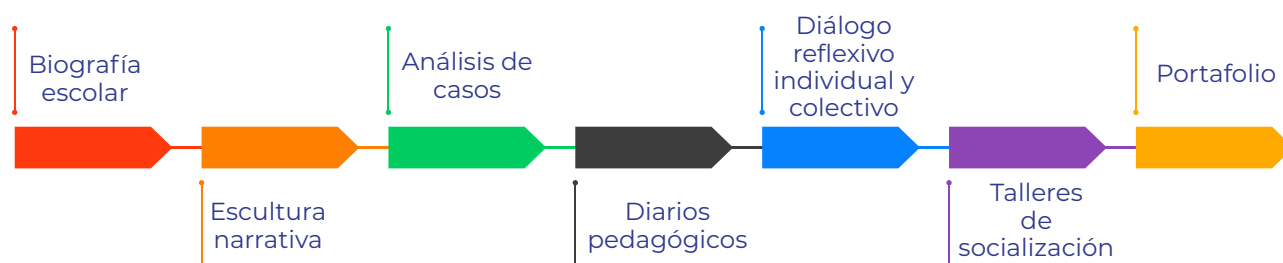 Biografía
escolar
Escultura
narrativa
Análisis de
casos
Diarios
pedagógicos
Diálogo
reflexivo
individual y
colectivo
Talleres
de
socialización
Portafolio